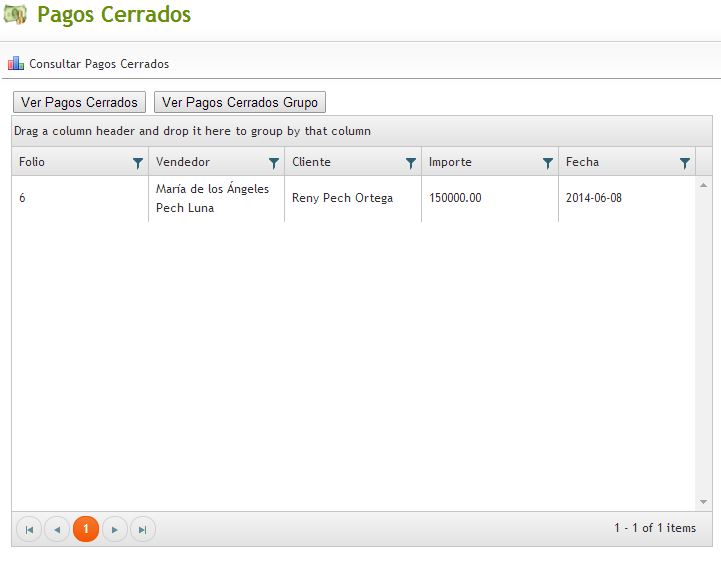 Pagos Cerrados
Consultar Pagos Cerrados
Ver Pagos Cerrados Ver Pagos Cerrados Grupo
Drag a column header and drop it here to group by that column
Folio Vendedor Cliente Importe Fecha
6 María de los Ángeles Pech Luna Reny Pech Ortega 150000.00 2014-06-08
1 1 - 1 of 1 items